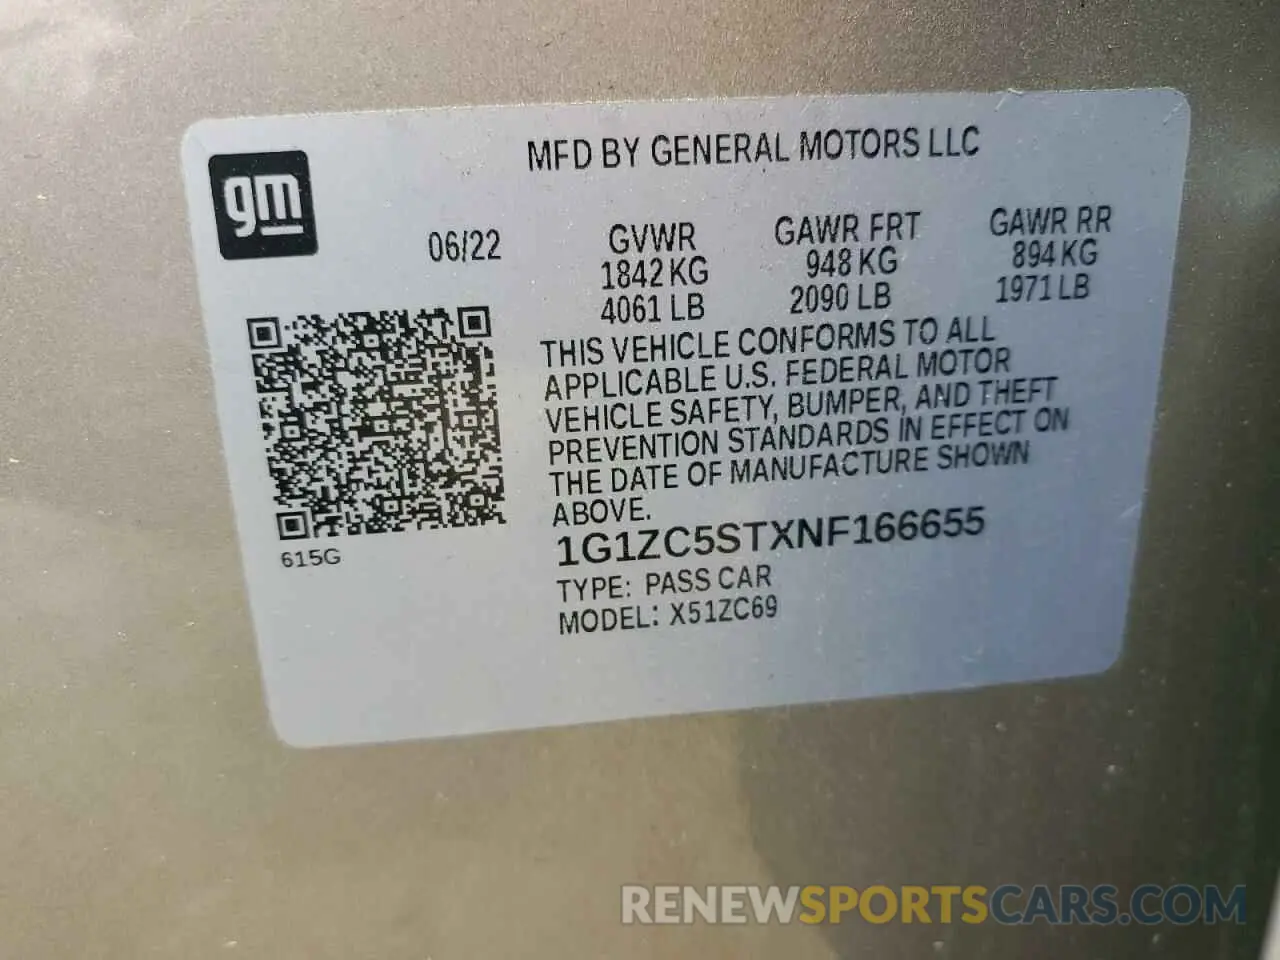 MFD BY GENERAL MOTORS LLC
gm
06/22
GVWR GAWR FRT GAWR RR
1842 KG 948 KG 894 KG
4061 LB 2090 LB 1971 LB
THIS VEHICLE CONFORMS TO ALL
APPLICABLE U.S. FEDERAL MOTOR
VEHICLE SAFETY, BUMPER, AND THEFT
PREVENTION STANDARDS IN EFFECT ON
THE DATE OF MANUFACTURE SHOWN
ABOVE.
615G
1G1ZC5STXNF166655
TYPE: PASS CAR
MODEL: X51ZC69
RENEWSPORTSCARS.COM